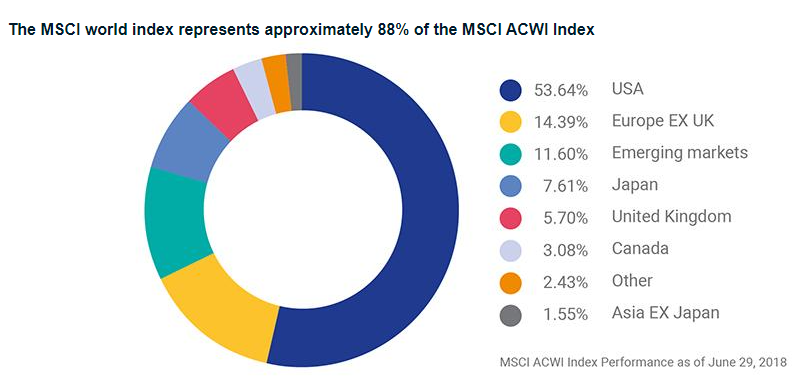 The MSCI world index represents approximately 88% of the MSCI ACWI Index
53.64% USA
14.39% Europe EX UK
11.60% Emerging markets
7.61% Japan
5.70% United Kingdom
3.08% Canada
2.43% Other
1.55% Asia EX Japan
MSCI ACWI Index Performance as of June 29, 2018